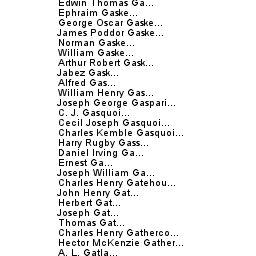 Edwin Thomas Ga...
Ephraim Gaske...
George Oscar Gaske...
James Poddor Gaske...
Norman Gaske...
William Gaske...
Arthur Robert Gask...
Jabez Gask...
Alfred Gas...
William Henry Gas...
Joseph George Gaspari...
C. J. Gasquoi...
Cecil Joseph Gasquoi...
Charles Kemble Gasquoi...
Harry Rugby Gass...
Daniel Irving Ga...
Ernest Ga...
Joseph William Ga...
Charles Henry Gatehou...
John Henry Gat...
Herbert Gat...
Joseph Gat...
Thomas Gat...
Charles Henry Gatherco...
Hector McKenzie Gather...
A. L. Gatla...